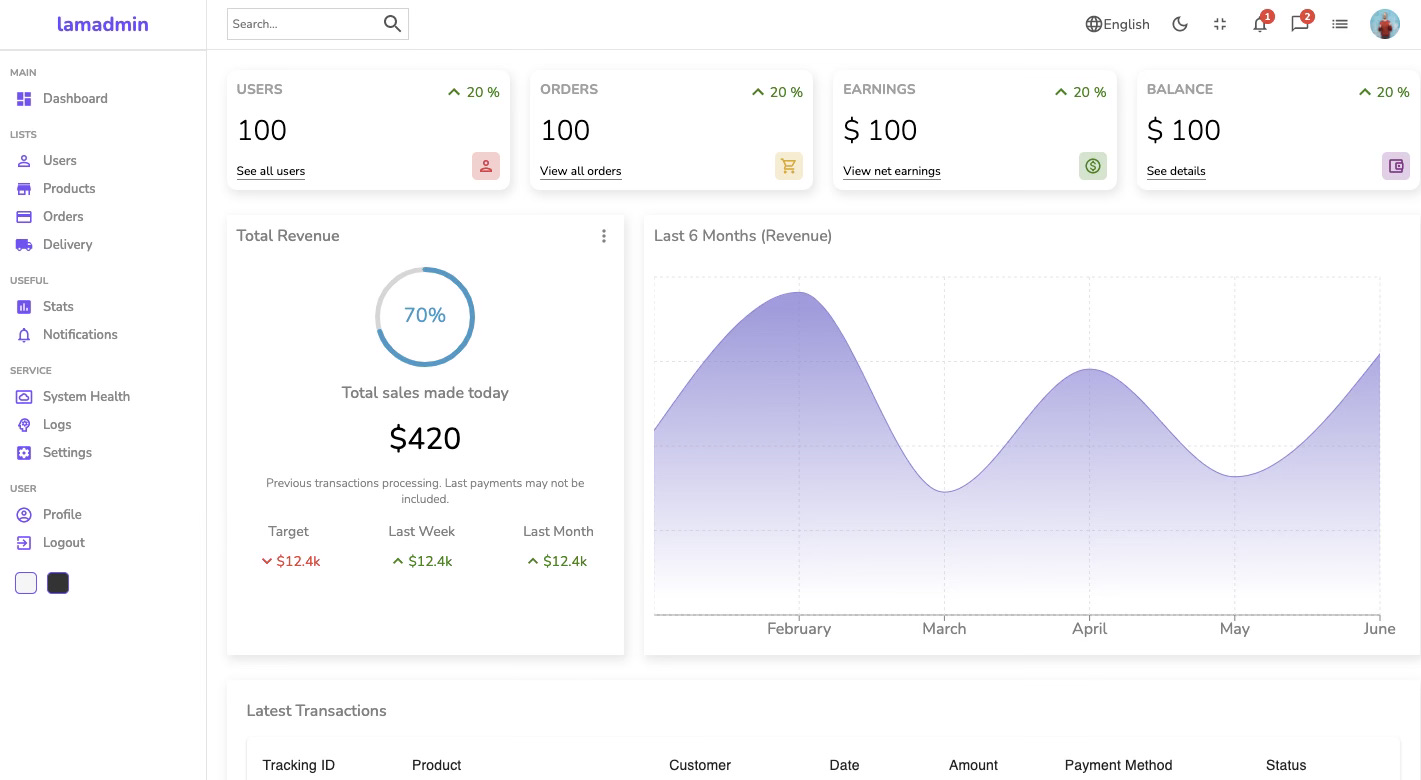 lamadmin
Search...
English
1
2
MAIN
Dashboard
LISTS
Users
Products
Orders
Delivery
USEFUL
Stats
Notifications
SERVICE
System Health
Logs
Settings
USER
Profile
Logout
USERS
20 %
100
See all users
ORDERS
20 %
100
View all orders
EARNINGS
20 %
$ 100
View net earnings
BALANCE
20 %
$ 100
See details
Total Revenue
70%
Total sales made today
$420
Previous transactions processing. Last payments may not be
included.
Target
Last Week
Last Month
$12.4k
$12.4k
$12.4k
Last 6 Months (Revenue)
February
March
April
May
June
Latest Transactions
Tracking ID
Product
Customer
Date
Amount
Payment Method
Status